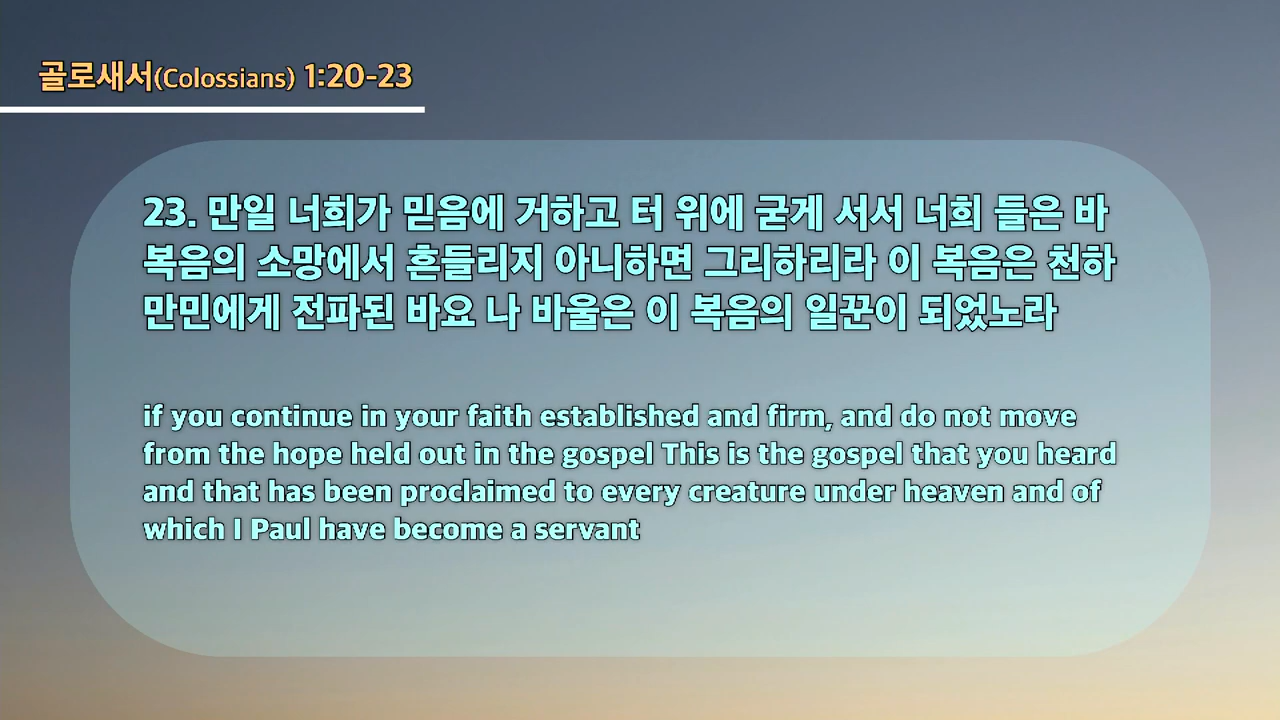 골로새서(Colossians) 1:20-23
23. 만일 너희가 믿음에 거하고 터 위에 굳게 서서 너희 들은 바
복음의 소망에서 흔들리지 아니하면 그리하리라 이 복음은 천하
만민에게 전파된 바요 나 바울은 이 복음의 일꾼이 되었노라
if you continue in your faith established and firm, and do not move
from the hope held out in the gospel This is the gospel that you heard
and that has been proclaimed to every creature under heaven and of
which I Paul have become a servant